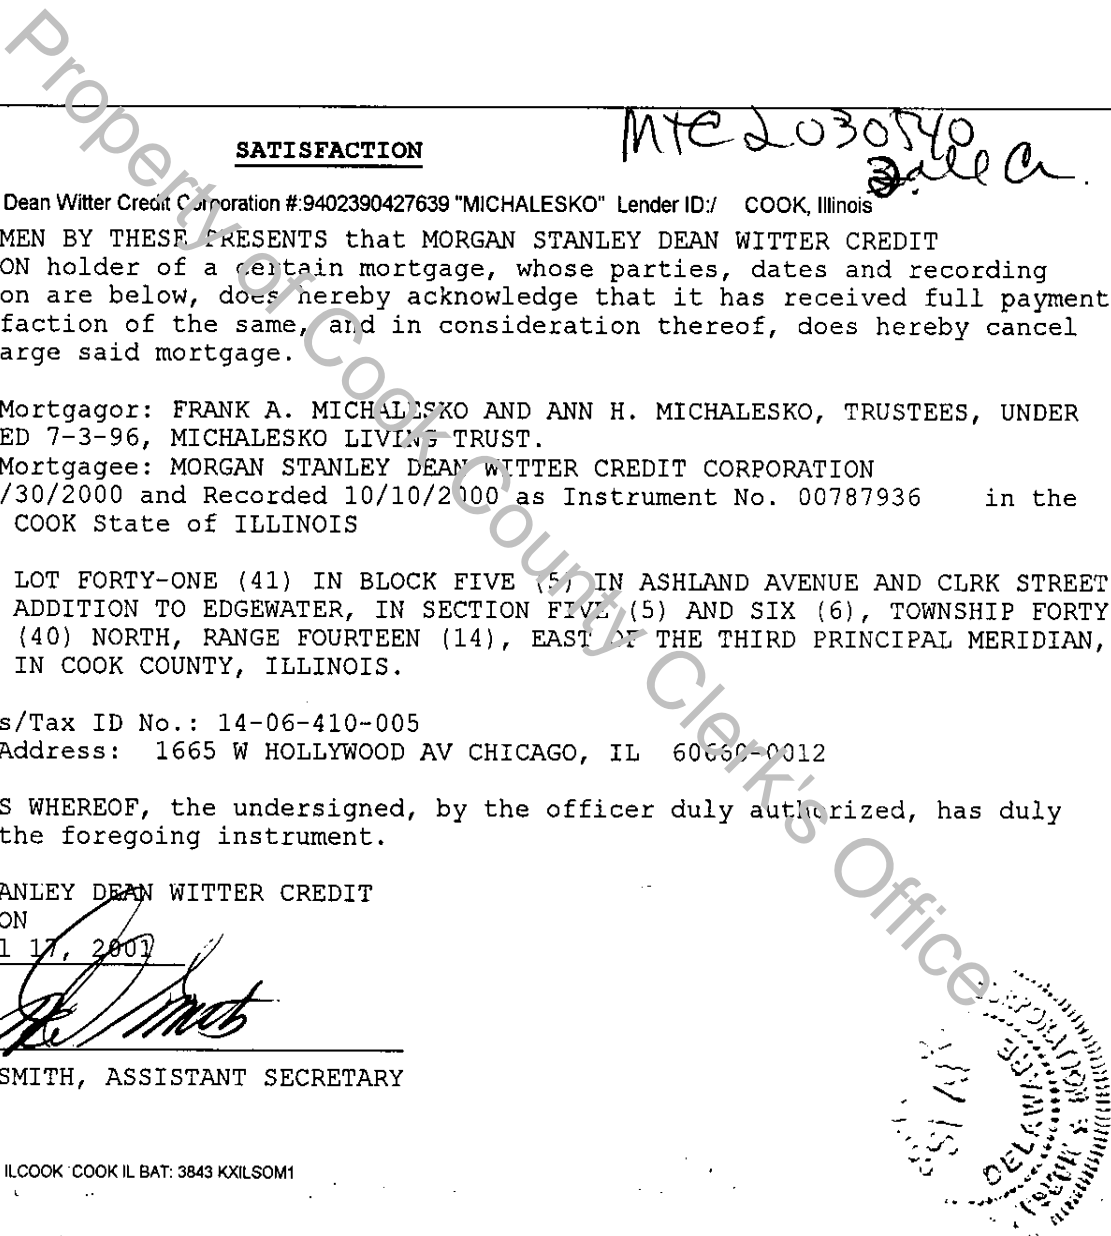 Property of Cook County Clerk's Office
MTC 2030540
SATISFACTION
Dean Witter Credit Corporation #:9402390427639 "MICHALESKO" Lender ID:/ COOK, Illinois
MEN BY THESE PRESENTS that MORGAN STANLEY DEAN WITTER CREDIT
ON holder of a certain mortgage, whose parties, dates and recording
on are below, does hereby acknowledge that it has received full payment
faction of the same, and in consideration thereof, does hereby cancel
arge said mortgage.
Mortgagor: FRANK A. MICHALESKO AND ANN H. MICHALESKO, TRUSTEES, UNDER
ED 7-3-96, MICHALESKO LIVING TRUST.
Mortgagee: MORGAN STANLEY DEAN WITTER CREDIT CORPORATION
/30/2000 and Recorded 10/10/2000 as Instrument No. 00787936 in the
COOK State of ILLINOIS
LOT FORTY-ONE (41) IN BLOCK FIVE (5) IN ASHLAND AVENUE AND CLRK STREET
ADDITION TO EDGEWATER, IN SECTION FIVE (5) AND SIX (6), TOWNSHIP FORTY
(40) NORTH, RANGE FOURTEEN (14), EAST OF THE THIRD PRINCIPAL MERIDIAN,
IN COOK COUNTY, ILLINOIS.
s/Tax ID No.: 14-06-410-005
Address: 1665 W HOLLYWOOD AV CHICAGO, IL 60660-0012
S WHEREOF, the undersigned, by the officer duly authorized, has duly
the foregoing instrument.
ANLEY DEAN WITTER CREDIT
ON
l 17, 2001
SMITH, ASSISTANT SECRETARY
CORPORATION
DELAWARE
ILCOOK COOK IL BAT: 3843 KXILSOM1